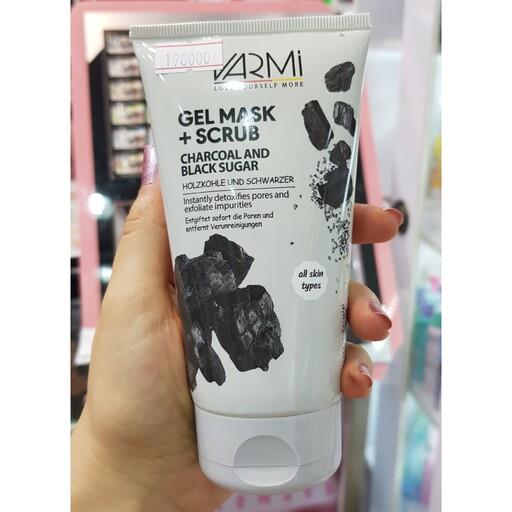 198000
VARMi
LOVE YOURSELF MORE
GEL MASK
+ SCRUB
CHARCOAL AND
BLACK SUGAR
HOLZKOHLE UND SCHWARZER
Instantly detoxifies pores and
exfoliate impurities
Entgiftet sofort die Poren und
entfernt Verunreinigungen
all skin
types